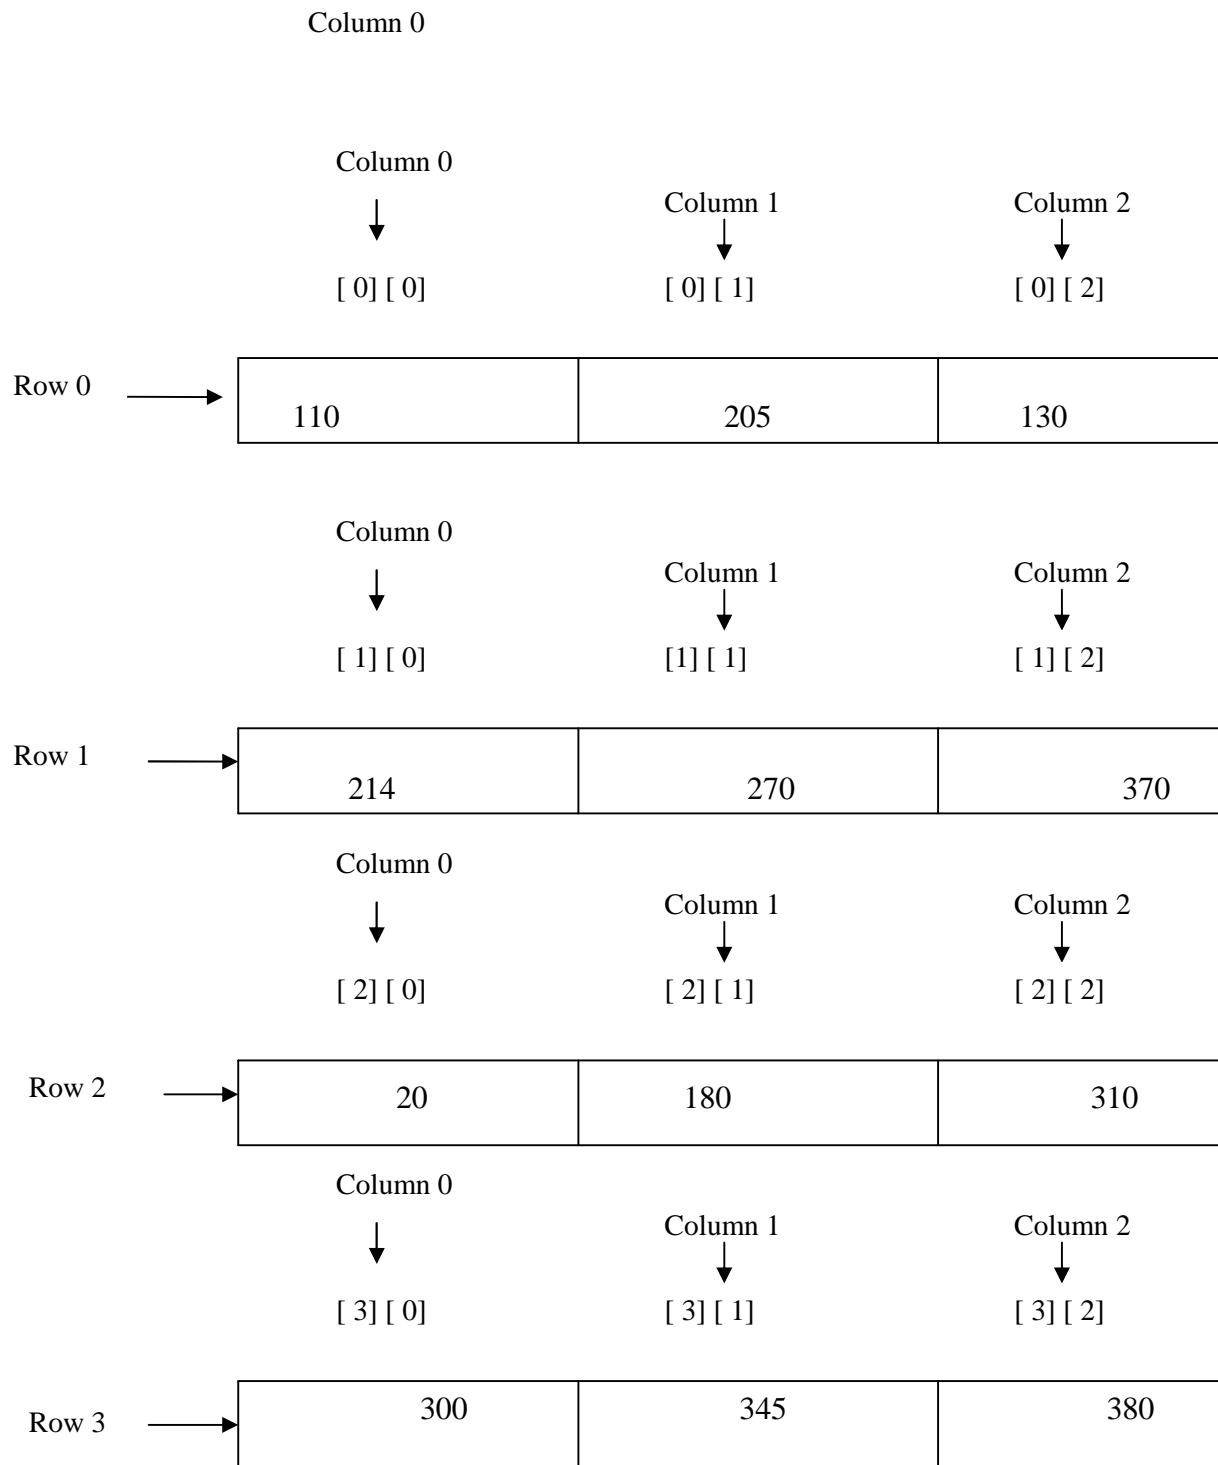 Column 0
Column 0
Column 1 Column 2
[ 0] [ 0] [ 0] [ 1] [ 0] [ 2]
Row 0
110 205 130
Column 0
Column 1 Column 2
[ 1] [ 0] [1] [ 1] [ 1] [ 2]
Row 1
214 270 370
Column 0
Column 1 Column 2
[ 2] [ 0] [ 2] [ 1] [ 2] [ 2]
Row 2 20 180 310
Column 0
Column 1 Column 2
[ 3] [ 0] [ 3] [ 1] [ 3] [ 2]
Row 3 300 345 380